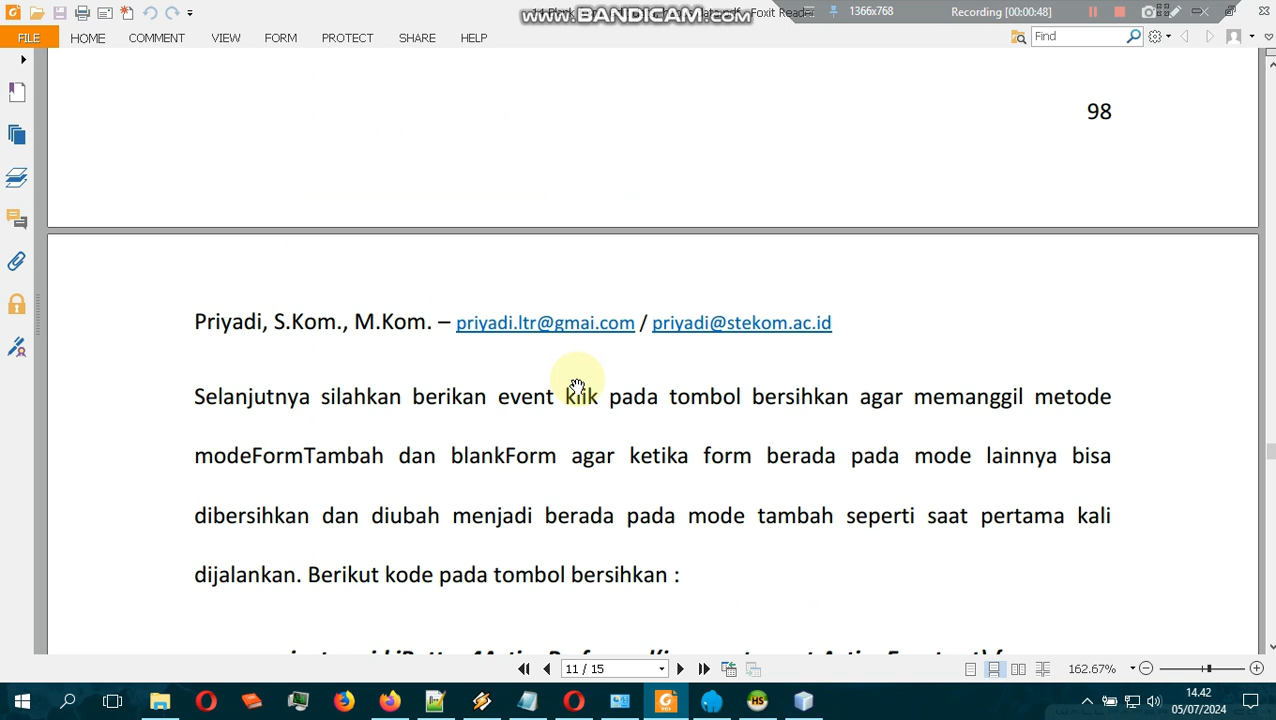 www.BANDICAM.com
Foxit Reader
1366x768
Recording [00:00:48]
FILE HOME COMMENT VIEW FORM PROTECT SHARE HELP
Find
98
Priyadi, S.Kom., M.Kom. – priyadi.ltr@gmai.com / priyadi@stekom.ac.id
Selanjutnya silahkan berikan event klik pada tombol bersihkan agar memanggil metode
modeFormTambah dan blankForm agar ketika form berada pada mode lainnya bisa
dibersihkan dan diubah menjadi berada pada mode tambah seperti saat pertama kali
dijalankan. Berikut kode pada tombol bersihkan :
11 / 15
162.67%
14.42
05/07/2024